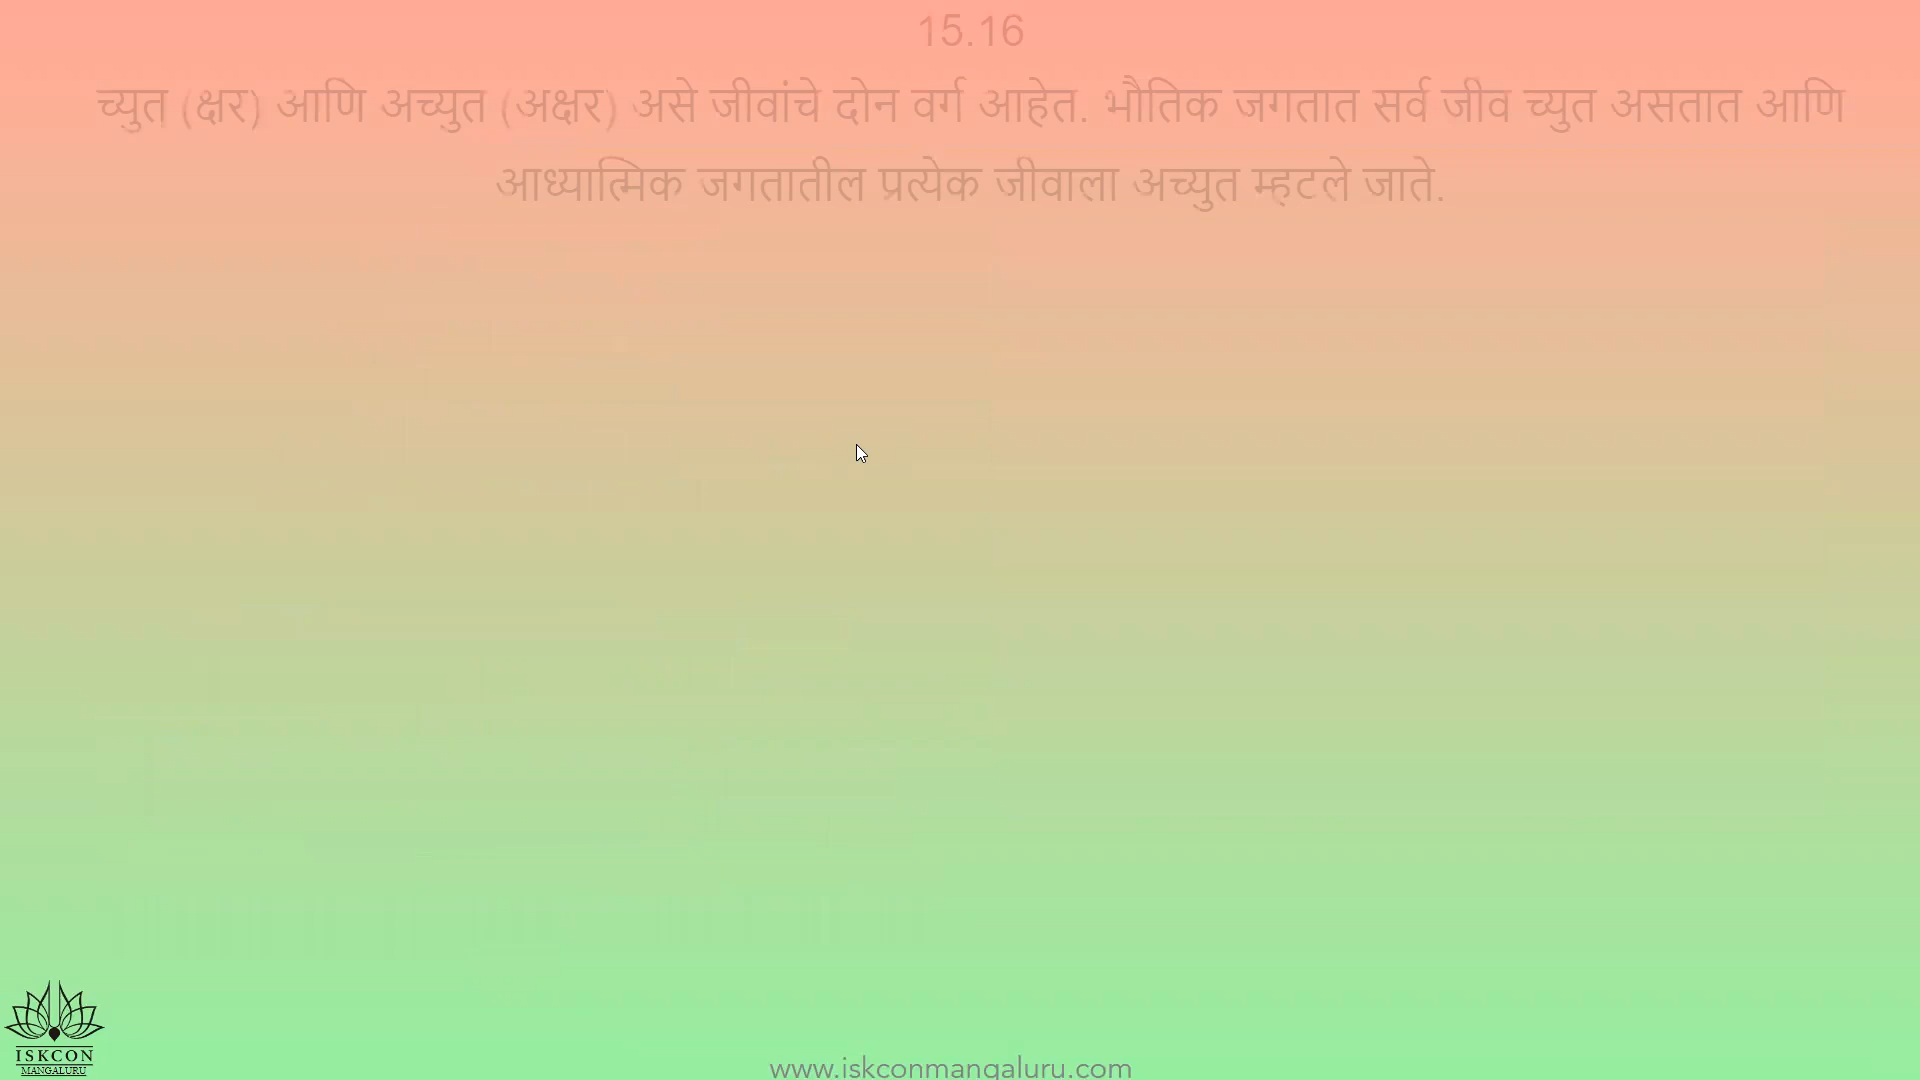 15.16
च्युत (क्षर) आणि अच्युत (अक्षर) असे जीवांचे दोन वर्ग आहेत. भौतिक जगतात सर्व जीव च्युत असतात आणि
आध्यात्मिक जगतातील प्रत्येक जीवाला अच्युत म्हटले जाते.
ISKCON
MANGALURU
www.iskconmangaluru.com